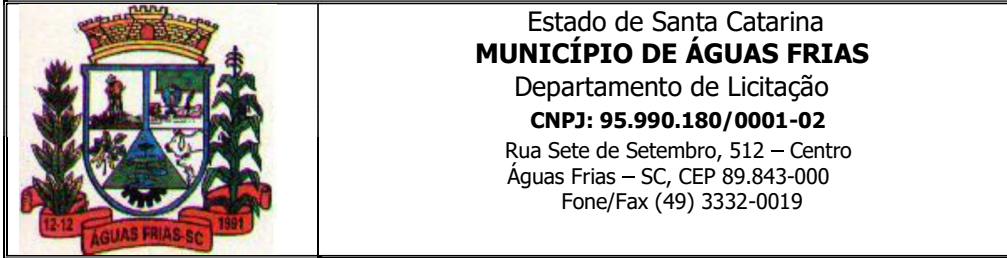 Estado de Santa Catarina
MUNICÍPIO DE ÁGUAS FRIAS
Departamento de Licitação
CNPJ: 95.990.180/0001-02
Rua Sete de Setembro, 512 – Centro
Águas Frias – SC, CEP 89.843-000
Fone/Fax (49) 3332-0019
12-12
ÁGUAS FRIAS-SC
1991